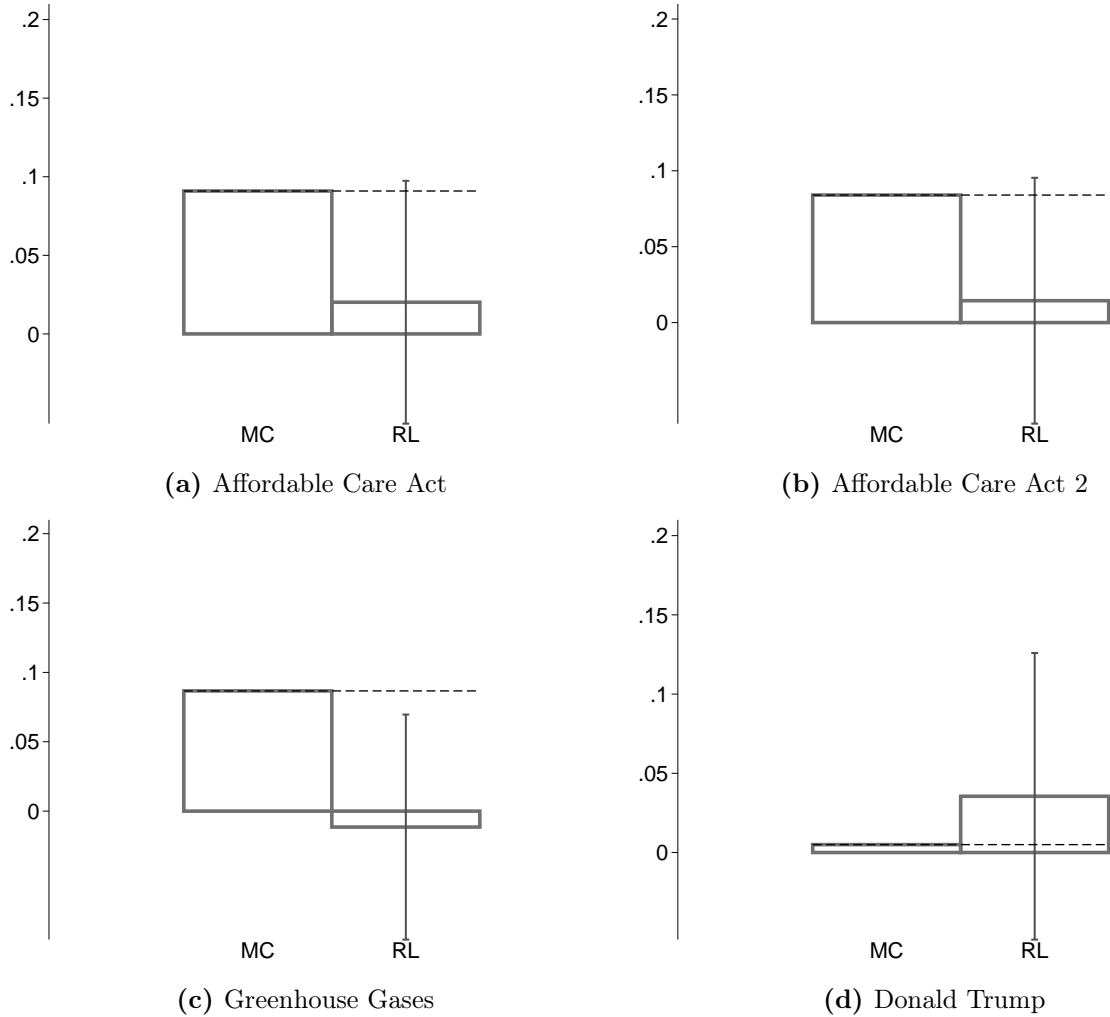 .2
.15
.1
.05
0
MC RL
(a) Affordable Care Act
.2
.15
.1
.05
0
MC RL
(b) Affordable Care Act 2
.2
.15
.1
.05
0
MC RL
(c) Greenhouse Gases
.2
.15
.1
.05
0
MC RL
(d) Donald Trump